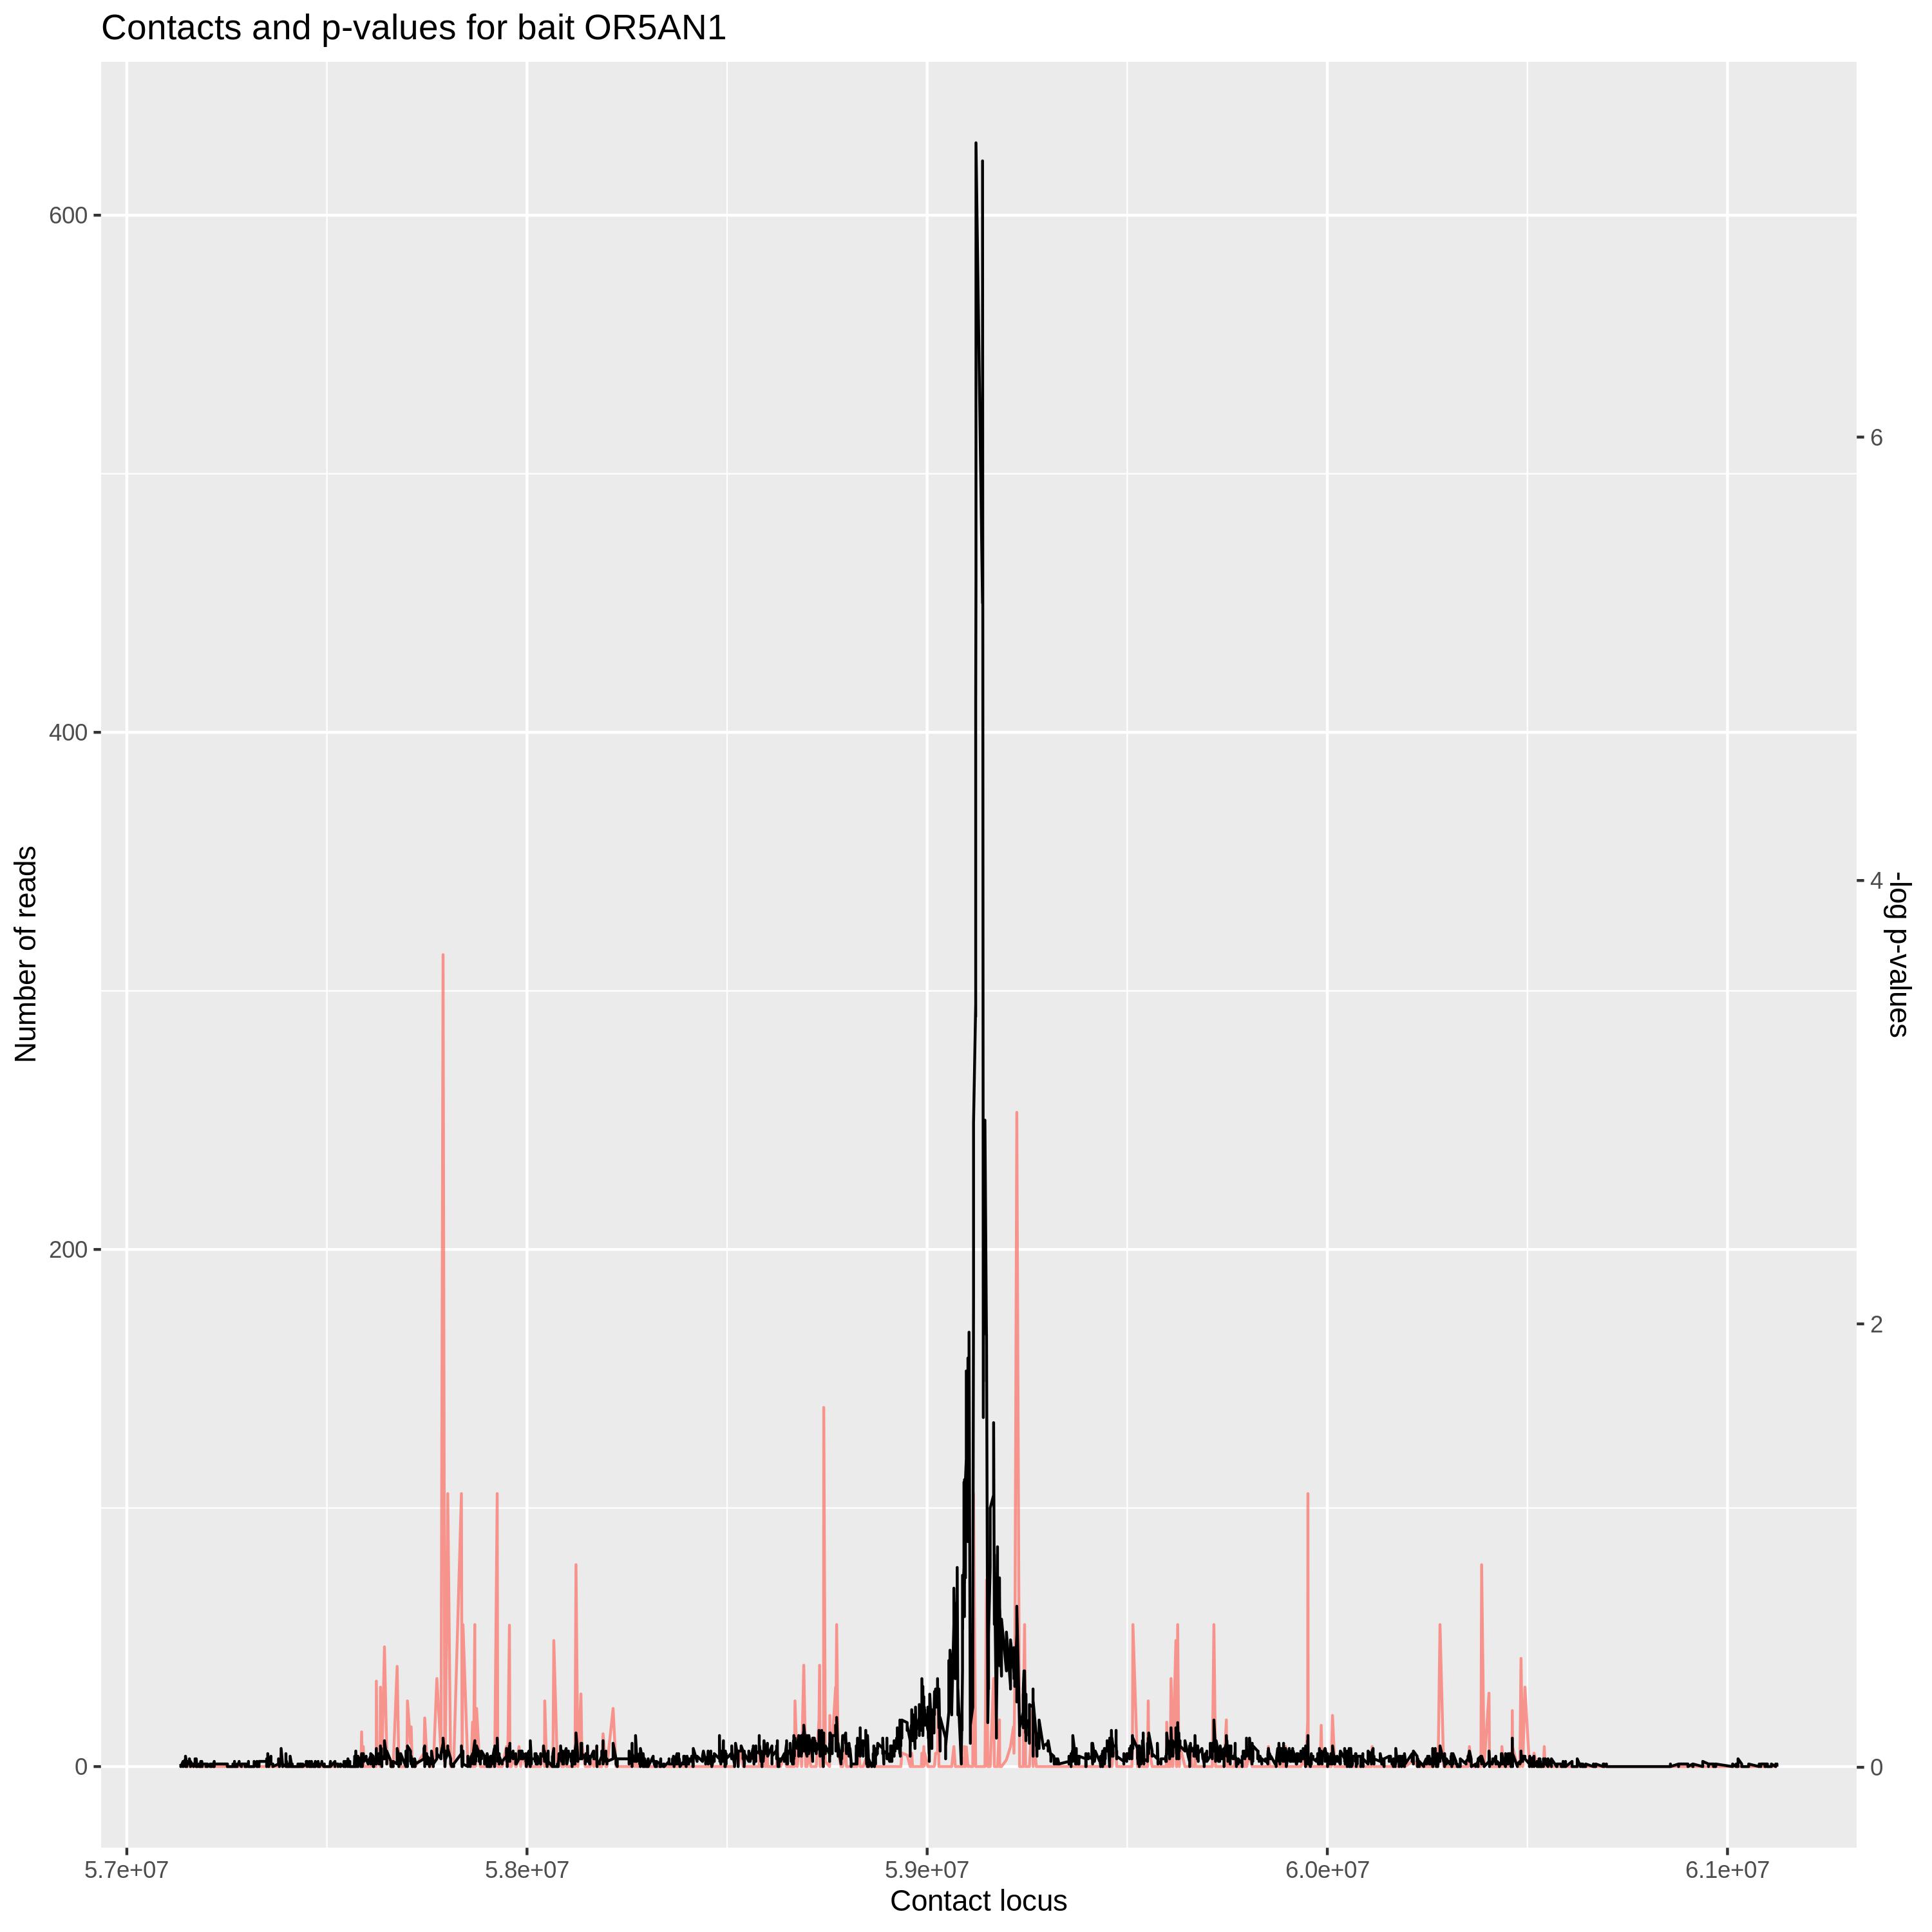 Contacts and p-values for bait OR5AN1
600
400
200
0
Number of reads
6
4
2
0
-log p-values
5.7e+07
5.8e+07
5.9e+07
6.0e+07
6.1e+07
Contact locus